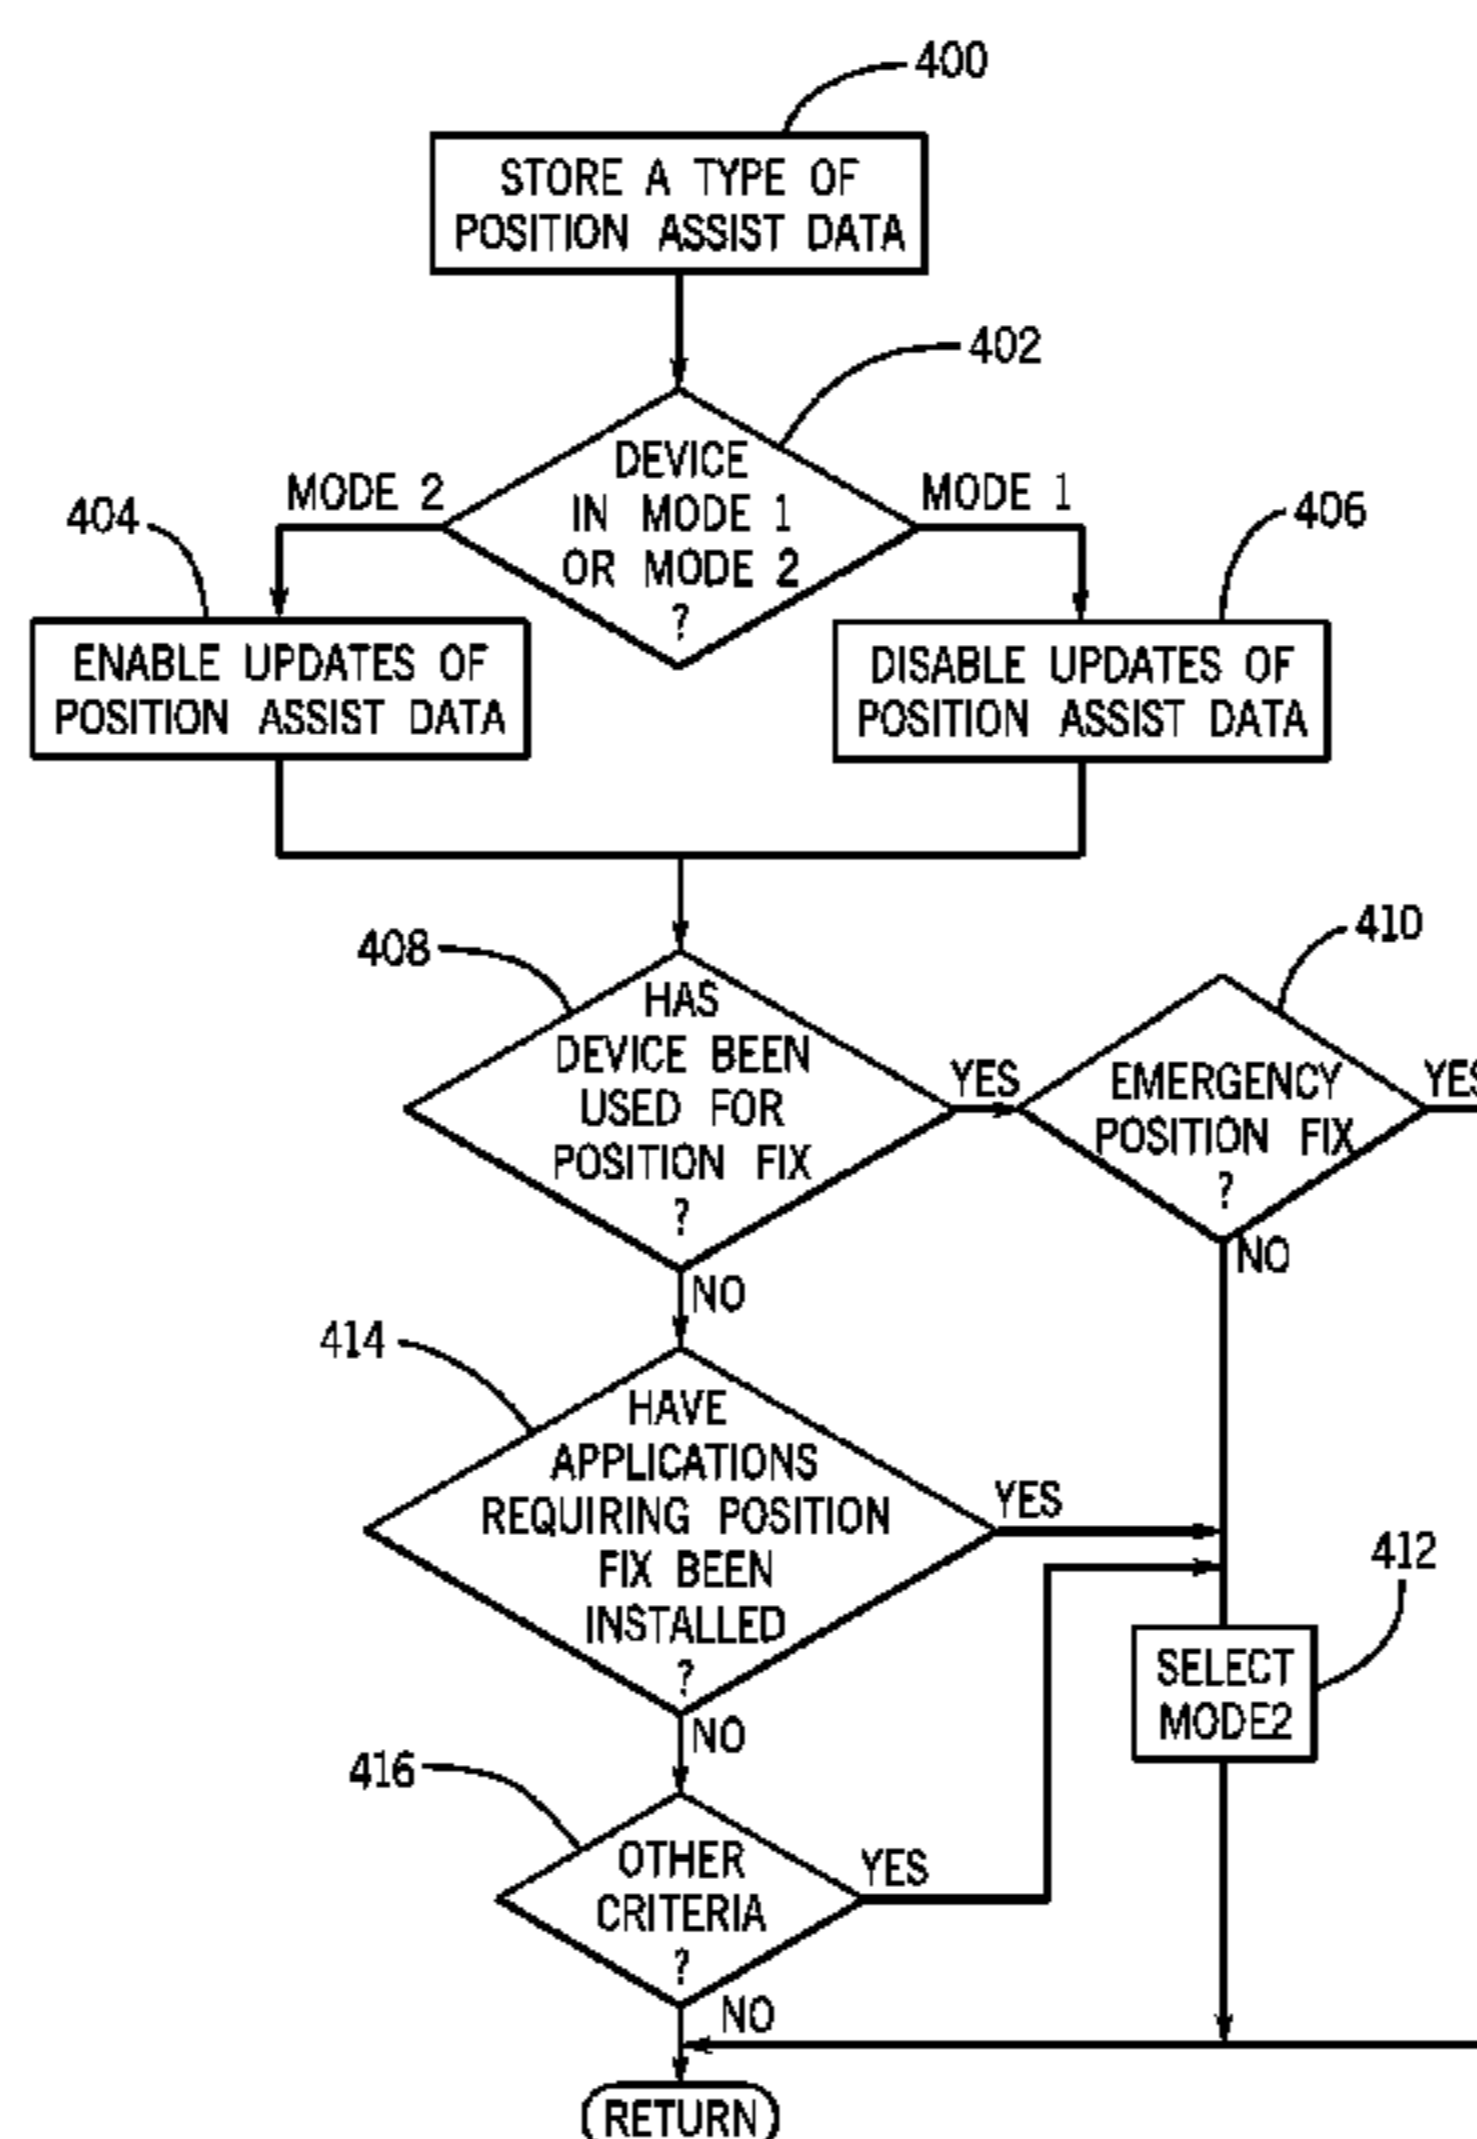 400
STORE A TYPE OF
POSITION ASSIST DATA
402
DEVICE
IN MODE 1
OR MODE 2
?
MODE 2
MODE 1
404
406
ENABLE UPDATES OF
POSITION ASSIST DATA
DISABLE UPDATES OF
POSITION ASSIST DATA
408
HAS
DEVICE BEEN
USED FOR
POSITION FIX
?
YES
410
EMERGENCY
POSITION FIX
?
YES
NO
NO
414
HAVE
APPLICATIONS
REQUIRING POSITION
FIX BEEN
INSTALLED
?
YES
412
SELECT
MODE2
NO
416
OTHER
CRITERIA
?
YES
NO
RETURN